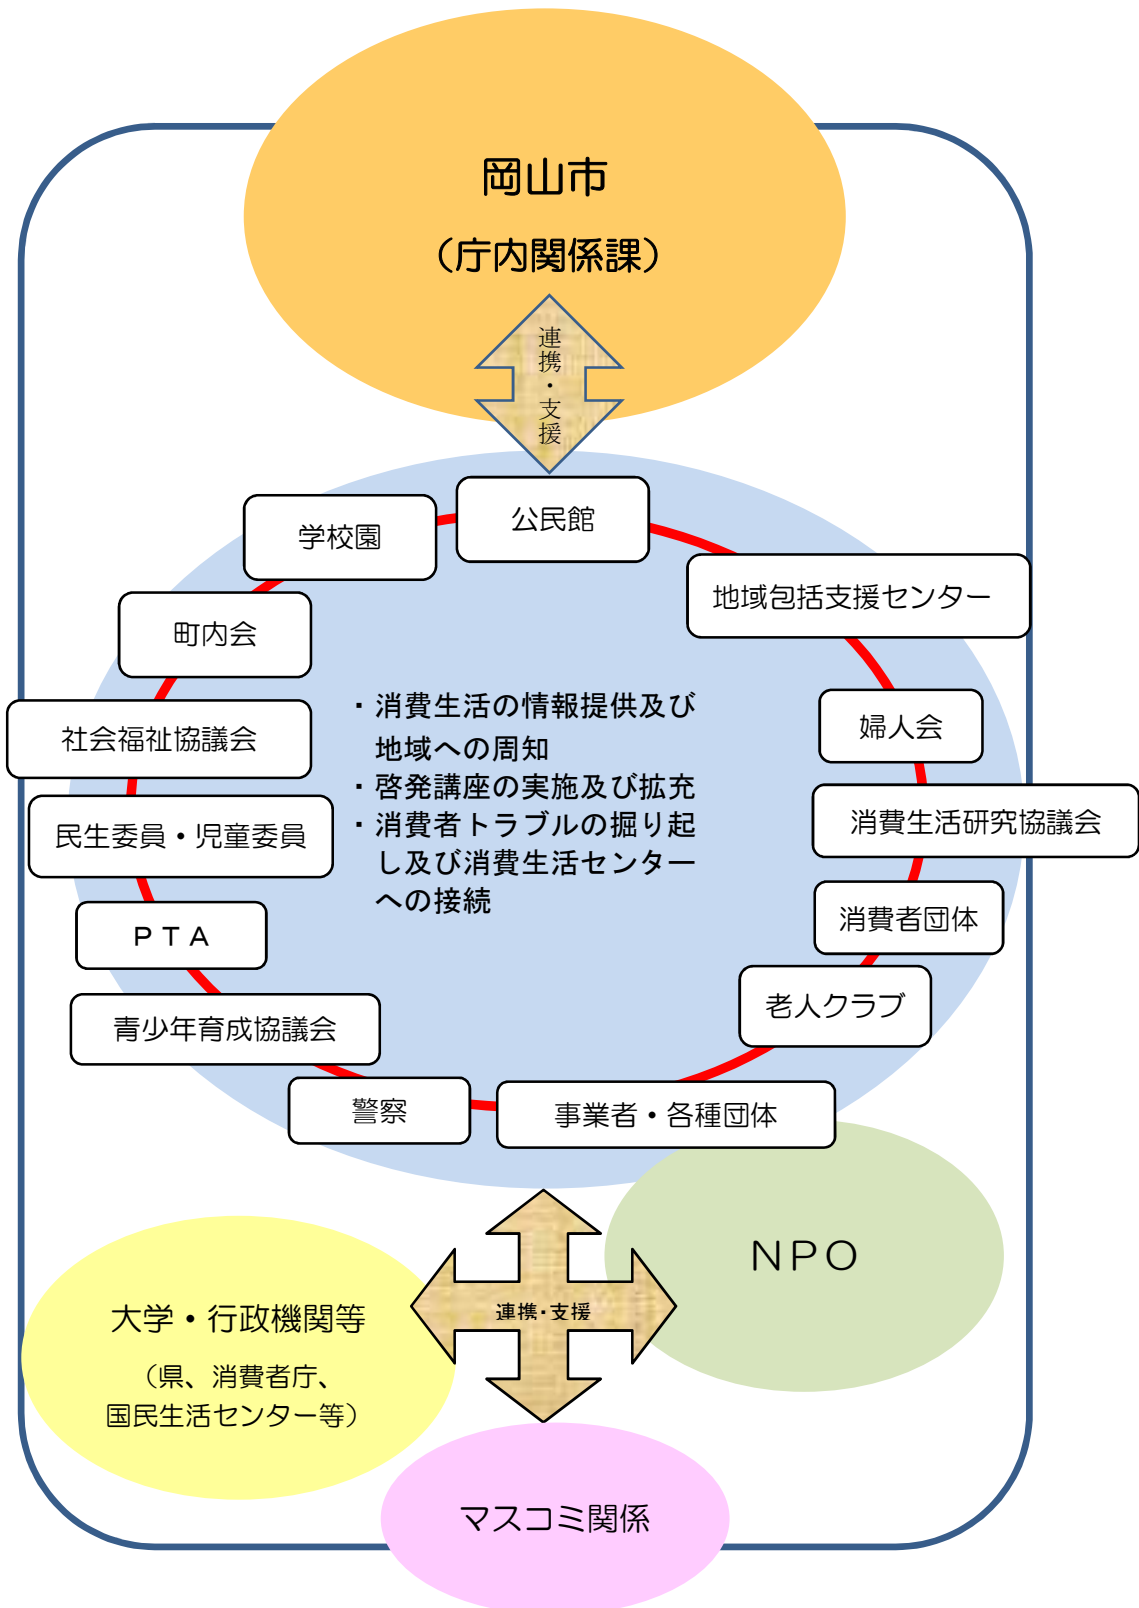 岡山市
（庁内関係課）
連携・支援
公民館
学校園
地域包括支援センター
町内会
婦人会
社会福祉協議会
・消費生活の情報提供及び
地域への周知
・啓発講座の実施及び拡充
・消費者トラブルの掘り起
し及び消費生活センター
への接続
消費生活研究協議会
民生委員・児童委員
消費者団体
ＰＴＡ
老人クラブ
青少年育成協議会
警察
事業者・各種団体
ＮＰＯ
連携・支援
大学・行政機関等
（県、消費者庁、
国民生活センター等）
マスコミ関係